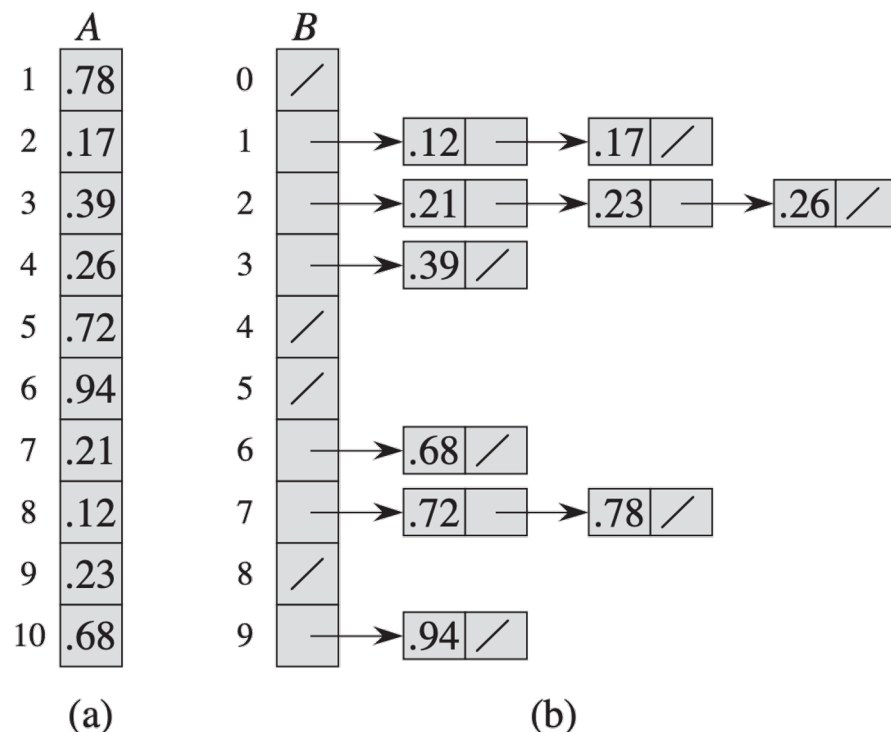 A B
1 .78 0 /
2 .17 1 .12 .17 /
3 .39 2 .21 .23 .26 /
4 .26 3 .39 /
5 .72 4 /
6 .94 5 /
7 .21 6 .68 /
8 .12 7 .72 .78 /
9 .23 8 /
10 .68 9 .94 /
(a) (b)